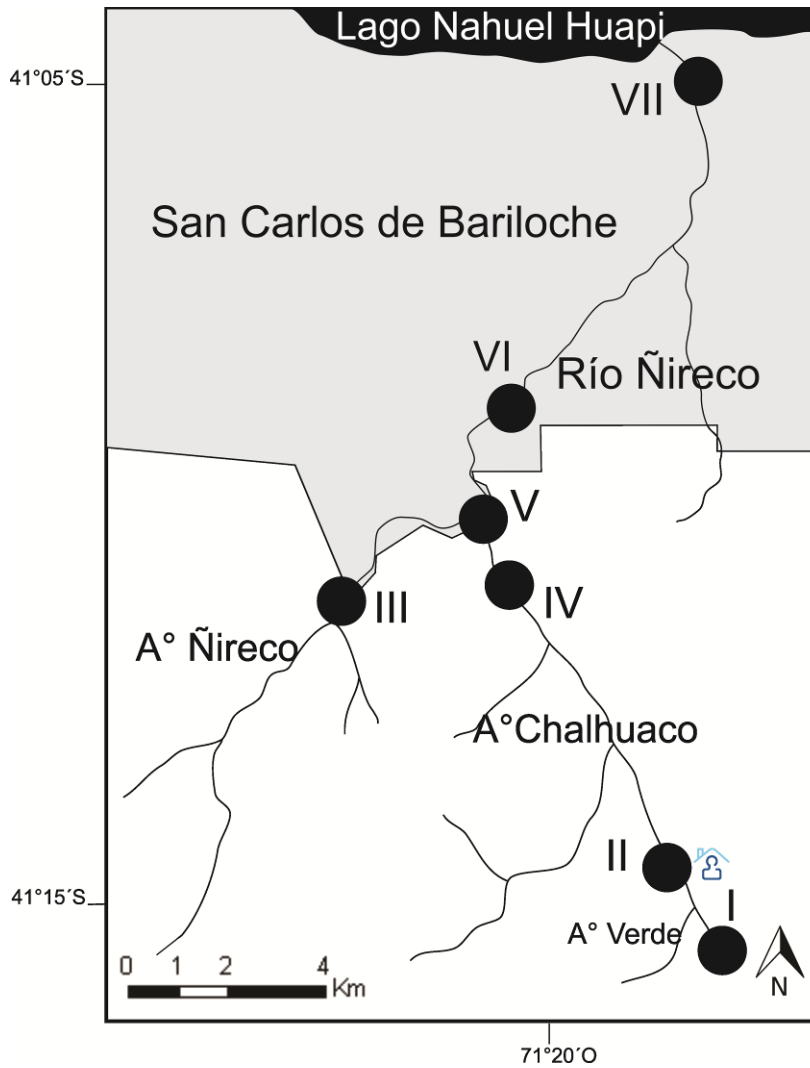 Lago Nahuel Huapi
41°05´S
VII
San Carlos de Bariloche
VI
Río Ñireco
V
IV
III
A° Ñireco
A°Chalhuaco
II
I
41°15´S
A° Verde
0 1 2 4
Km
N
71°20´O